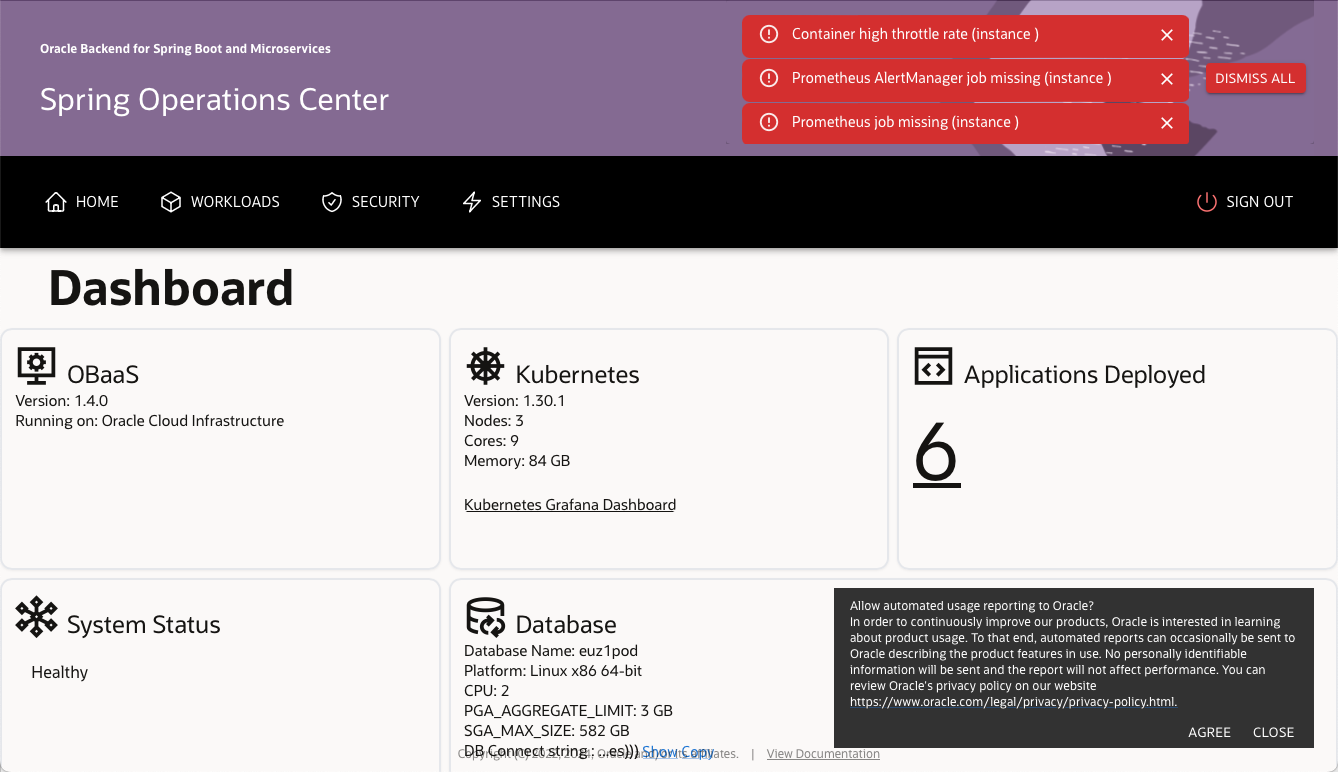 Oracle Backend for Spring Boot and Microservices
Spring Operations Center
Container high throttle rate (instance )
Prometheus AlertManager job missing (instance )
Prometheus job missing (instance )
DISMISS ALL
HOME
WORKLOADS
SECURITY
SETTINGS
SIGN OUT
Dashboard
OBaaS
Version: 1.4.0
Running on: Oracle Cloud Infrastructure
Kubernetes
Version: 1.30.1
Nodes: 3
Cores: 9
Memory: 84 GB
Kubernetes Grafana Dashboard
Applications Deployed
6
System Status
Healthy
Database
Database Name: euz1pod
Platform: Linux x86 64-bit
CPU: 2
PGA_AGGREGATE_LIMIT: 3 GB
SGA_MAX_SIZE: 582 GB
DB Connect string: ...es))) Show Copy
Copyright (C) 2022, 2024, Oracle and/or its affiliates. | View Documentation
Allow automated usage reporting to Oracle?
In order to continuously improve our products, Oracle is interested in learning
about product usage. To that end, automated reports can occasionally be sent to
Oracle describing the product features in use. No personally identifiable
information will be sent and the report will not affect performance. You can
review Oracle's privacy policy on our website
https://www.oracle.com/legal/privacy/privacy-policy.html.
AGREE
CLOSE